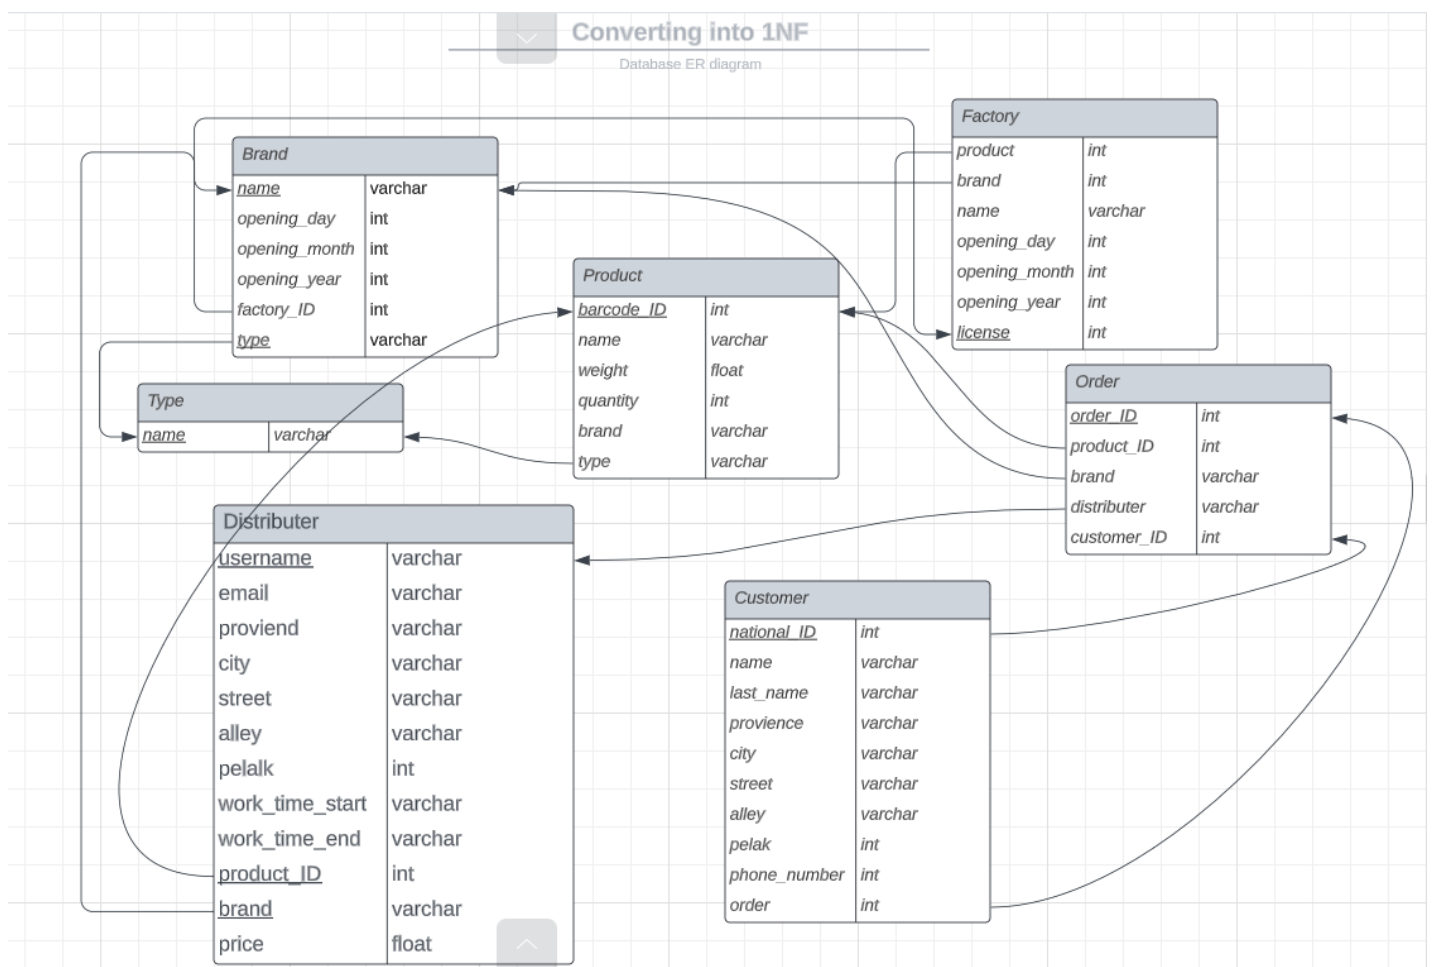 Converting into 1NF
Database ER diagram
Factory
product int
brand int
name varchar
opening_day int
opening_month int
opening_year int
license int
Brand
name varchar
opening_day int
opening_month int
opening_year int
factory_ID int
type varchar
Product
barcode_ID int
name varchar
weight float
quantity int
brand varchar
type varchar
Order
order_ID int
product_ID int
brand varchar
distributer varchar
customer_ID int
Type
name varchar
Distributer
username varchar
email varchar
proviend varchar
city varchar
street varchar
alley varchar
pelalk int
work_time_start varchar
work_time_end varchar
product_ID int
brand varchar
price float
Customer
national_ID int
name varchar
last_name varchar
provience varchar
city varchar
street varchar
alley varchar
pelak int
phone_number int
order int